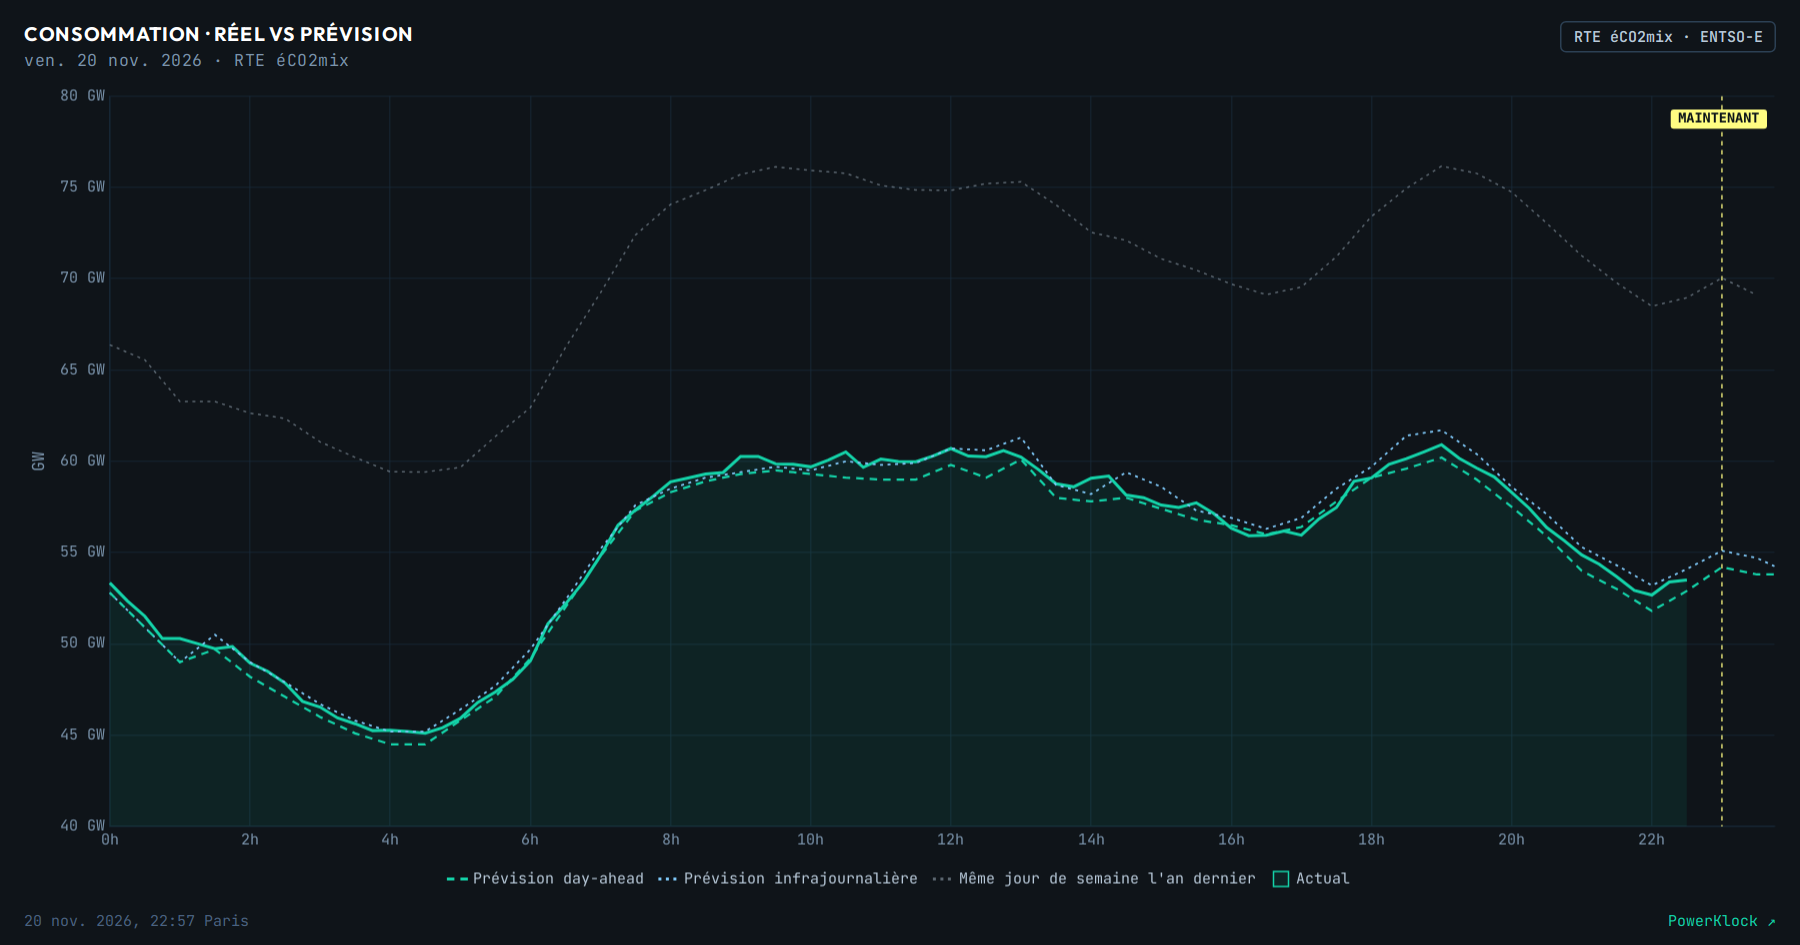 CONSOMMATION · RÉEL VS PRÉVISION
ven. 20 nov. 2026 · RTE éCO2mix
RTE éCO2mix · ENTSO-E
80 GW
MAINTENANT
75 GW
70 GW
65 GW
60 GW
GW
55 GW
50 GW
45 GW
40 GW
0h 2h 4h 6h 8h 10h 12h 14h 16h 18h 20h 22h
Prévision day-ahead Prévision infrajournalière Même jour de semaine l'an dernier Actual
20 nov. 2026, 22:57 Paris
PowerKlock ↗